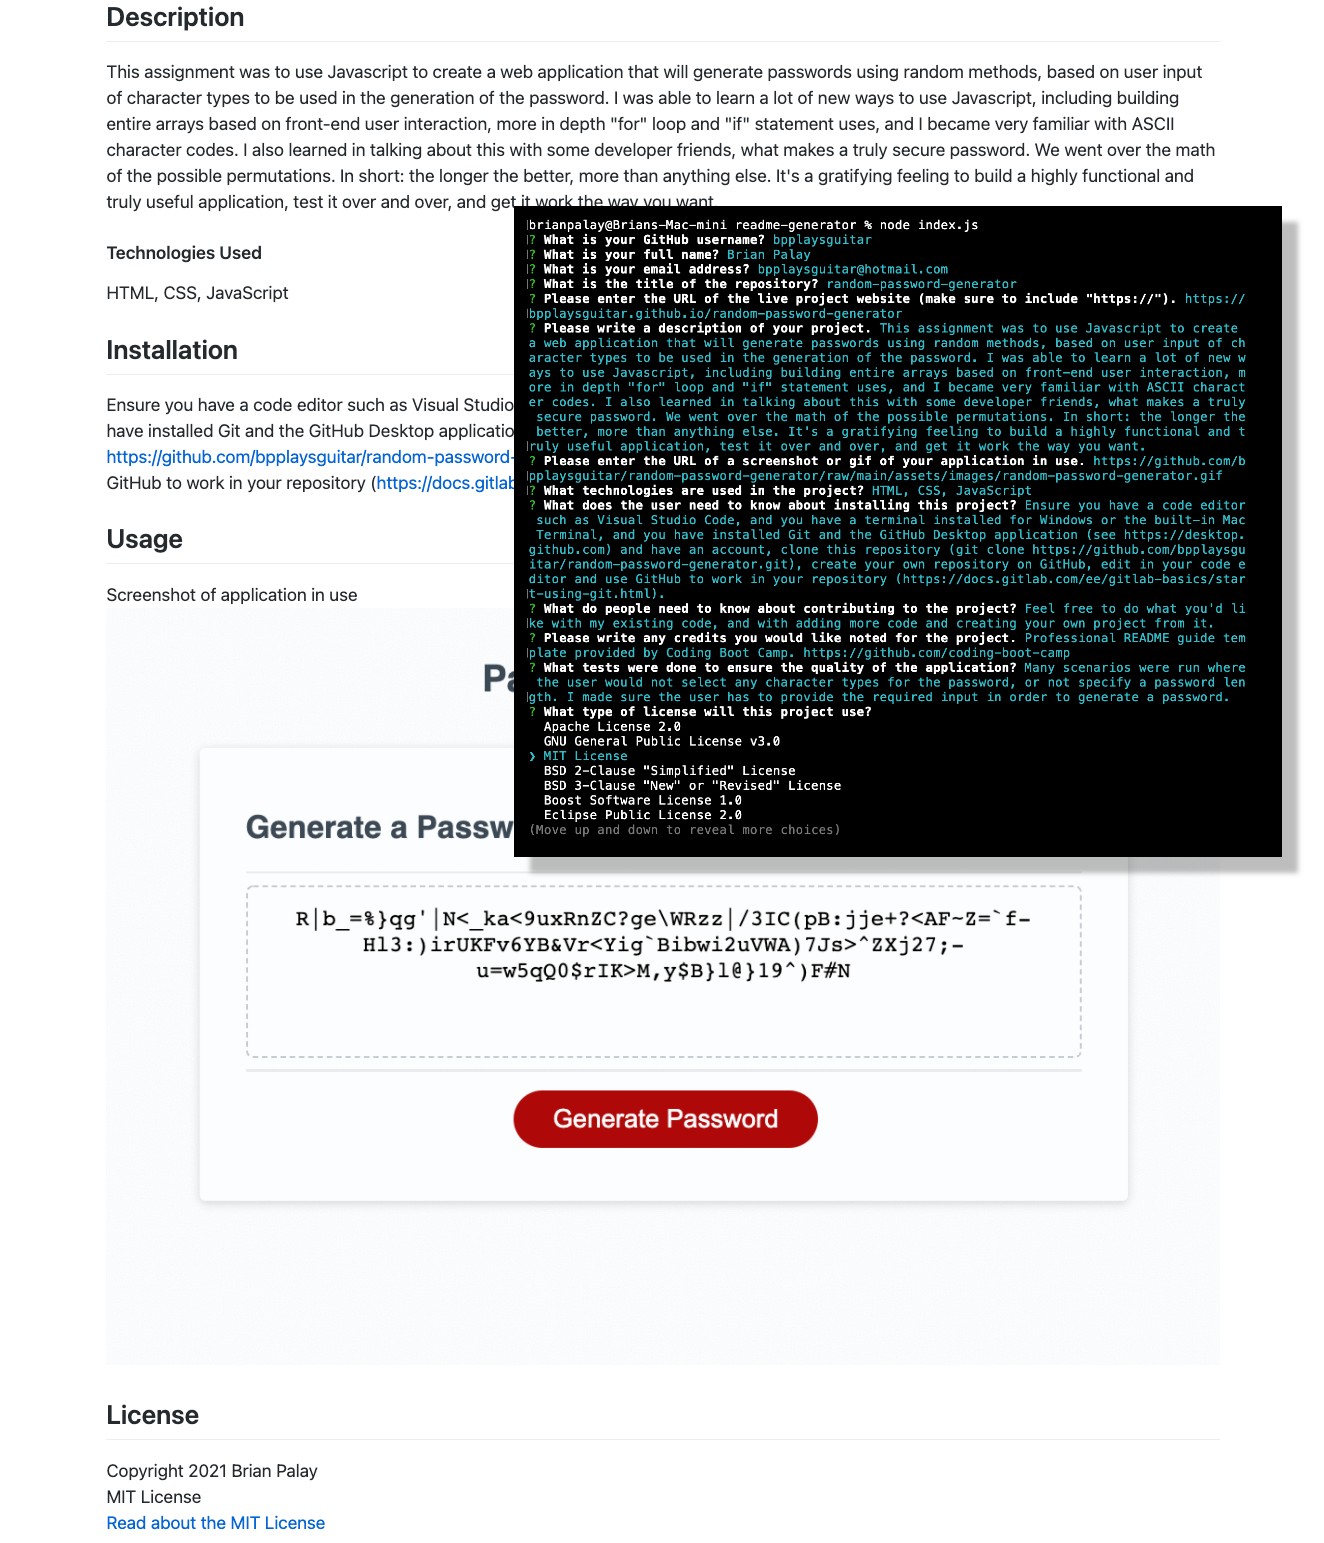 Description
This assignment was to use Javascript to create a web application that will generate passwords using random methods, based on user input
of character types to be used in the generation of the password. I was able to learn a lot of new ways to use Javascript, including building
entire arrays based on front-end user interaction, more in depth "for" loop and "if" statement uses, and I became very familiar with ASCII
character codes. I also learned in talking about this with some developer friends, what makes a truly secure password. We went over the math
of the possible permutations. In short: the longer the better, more than anything else. It's a gratifying feeling to build a highly functional and
truly useful application, test it over and over, and get it work the way you want
Technologies Used
HTML, CSS, JavaScript
Installation
Ensure you have a code editor such as Visual Studio
have installed Git and the GitHub Desktop applicatio
https://github.com/bpplaysguitar/random-password-
GitHub to work in your repository (https://docs.gitlab
Usage
Screenshot of application in use
brianpalay@Brians-Mac-mini readme-generator % node index.js
? What is your GitHub username? bpplaysguitar
? What is your full name? Brian Palay
? What is your email address? bpplaysguitar@hotmail.com
? What is the title of the repository? random-password-generator
? Please enter the URL of the live project website (make sure to include "https://"). https://
bpplaysguitar.github.io/random-password-generator
? Please write a description of your project. This assignment was to use Javascript to create
a web application that will generate passwords using random methods, based on user input of ch
aracter types to be used in the generation of the password. I was able to learn a lot of new w
ays to use Javascript, including building entire arrays based on front-end user interaction, m
ore in depth "for" loop and "if" statement uses, and I became very familiar with ASCII charact
er codes. I also learned in talking about this with some developer friends, what makes a truly
secure password. We went over the math of the possible permutations. In short: the longer the
better, more than anything else. It's a gratifying feeling to build a highly functional and t
ruly useful application, test it over and over, and get it work the way you want.
? Please enter the URL of a screenshot or gif of your application in use. https://github.com/b
pplaysguitar/random-password-generator/raw/main/assets/images/random-password-generator.gif
? What technologies are used in the project? HTML, CSS, JavaScript
? What does the user need to know about installing this project? Ensure you have a code editor
such as Visual Studio Code, and you have a terminal installed for Windows or the built-in Mac
Terminal, and you have installed Git and the GitHub Desktop application (see https://desktop.
github.com) and have an account, clone this repository (git clone https://github.com/bpplaysgu
itar/random-password-generator.git), create your own repository on GitHub, edit in your code e
ditor and use GitHub to work in your repository (https://docs.gitlab.com/ee/gitlab-basics/star
t-using-git.html).
? What do people need to know about contributing to the project? Feel free to do what you'd li
ke with my existing code, and with adding more code and creating your own project from it.
? Please write any credits you would like noted for the project. Professional README guide tem
plate provided by Coding Boot Camp. https://github.com/coding-boot-camp
? What tests were done to ensure the quality of the application? Many scenarios were run where
the user would not select any character types for the password, or not specify a password len
gth. I made sure the user has to provide the required input in order to generate a password.
? What type of license will this project use?
Apache License 2.0
GNU General Public License v3.0
❯ MIT License
BSD 2-Clause "Simplified" License
BSD 3-Clause "New" or "Revised" License
Boost Software License 1.0
Eclipse Public License 2.0
(Move up and down to reveal more choices)
Pa
Generate a Passw
R|b_=%}qg'|N<_ka<9uxRnZC?ge\WRzz|/3IC(pB:jje+?<AF~Z=`f-
Hl3:)irUKFv6YB&Vr<Yig`Bibwi2uVWA)7Js>^ZXj27;-
u=w5qQ0$rIK>M,y$B}l@}19^)F#N
Generate Password
License
Copyright 2021 Brian Palay
MIT License
Read about the MIT License